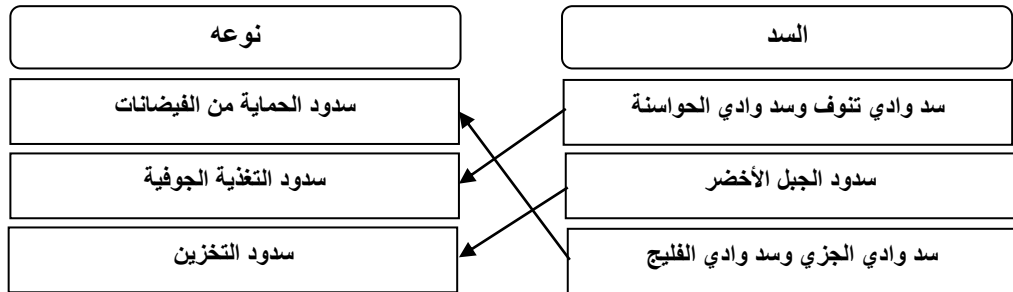 السد
نوعه
سد وادي تنوف وسد وادي الحواسنة
سدود الحماية من الفيضانات
سدود الجبل الأخضر
سدود التغذية الجوفية
سد وادي الجزي وسد وادي الفليج
سدود التخزين